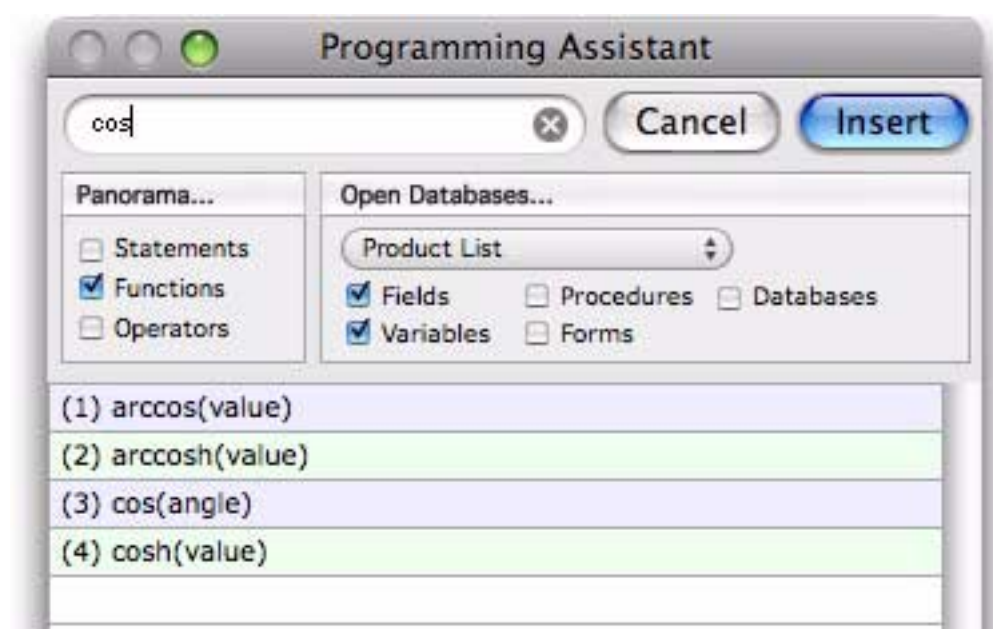 Programming Assistant
cos
Cancel
Insert
Panorama...
Statements
Functions
Operators
Open Databases...
Product List
Fields
Procedures
Databases
Variables
Forms
(1) arccos(value)
(2) arccosh(value)
(3) cos(angle)
(4) cosh(value)